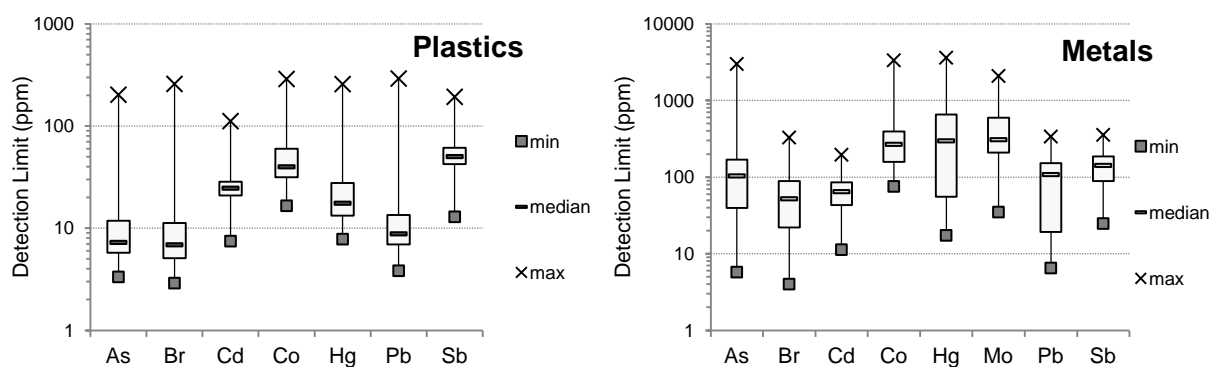 Plastics
Detection Limit (ppm)
1000
100
10
1
As Br Cd Co Hg Pb Sb
min
median
max
Metals
Detection Limit (ppm)
10000
1000
100
10
1
As Br Cd Co Hg Mo Pb Sb
min
median
max